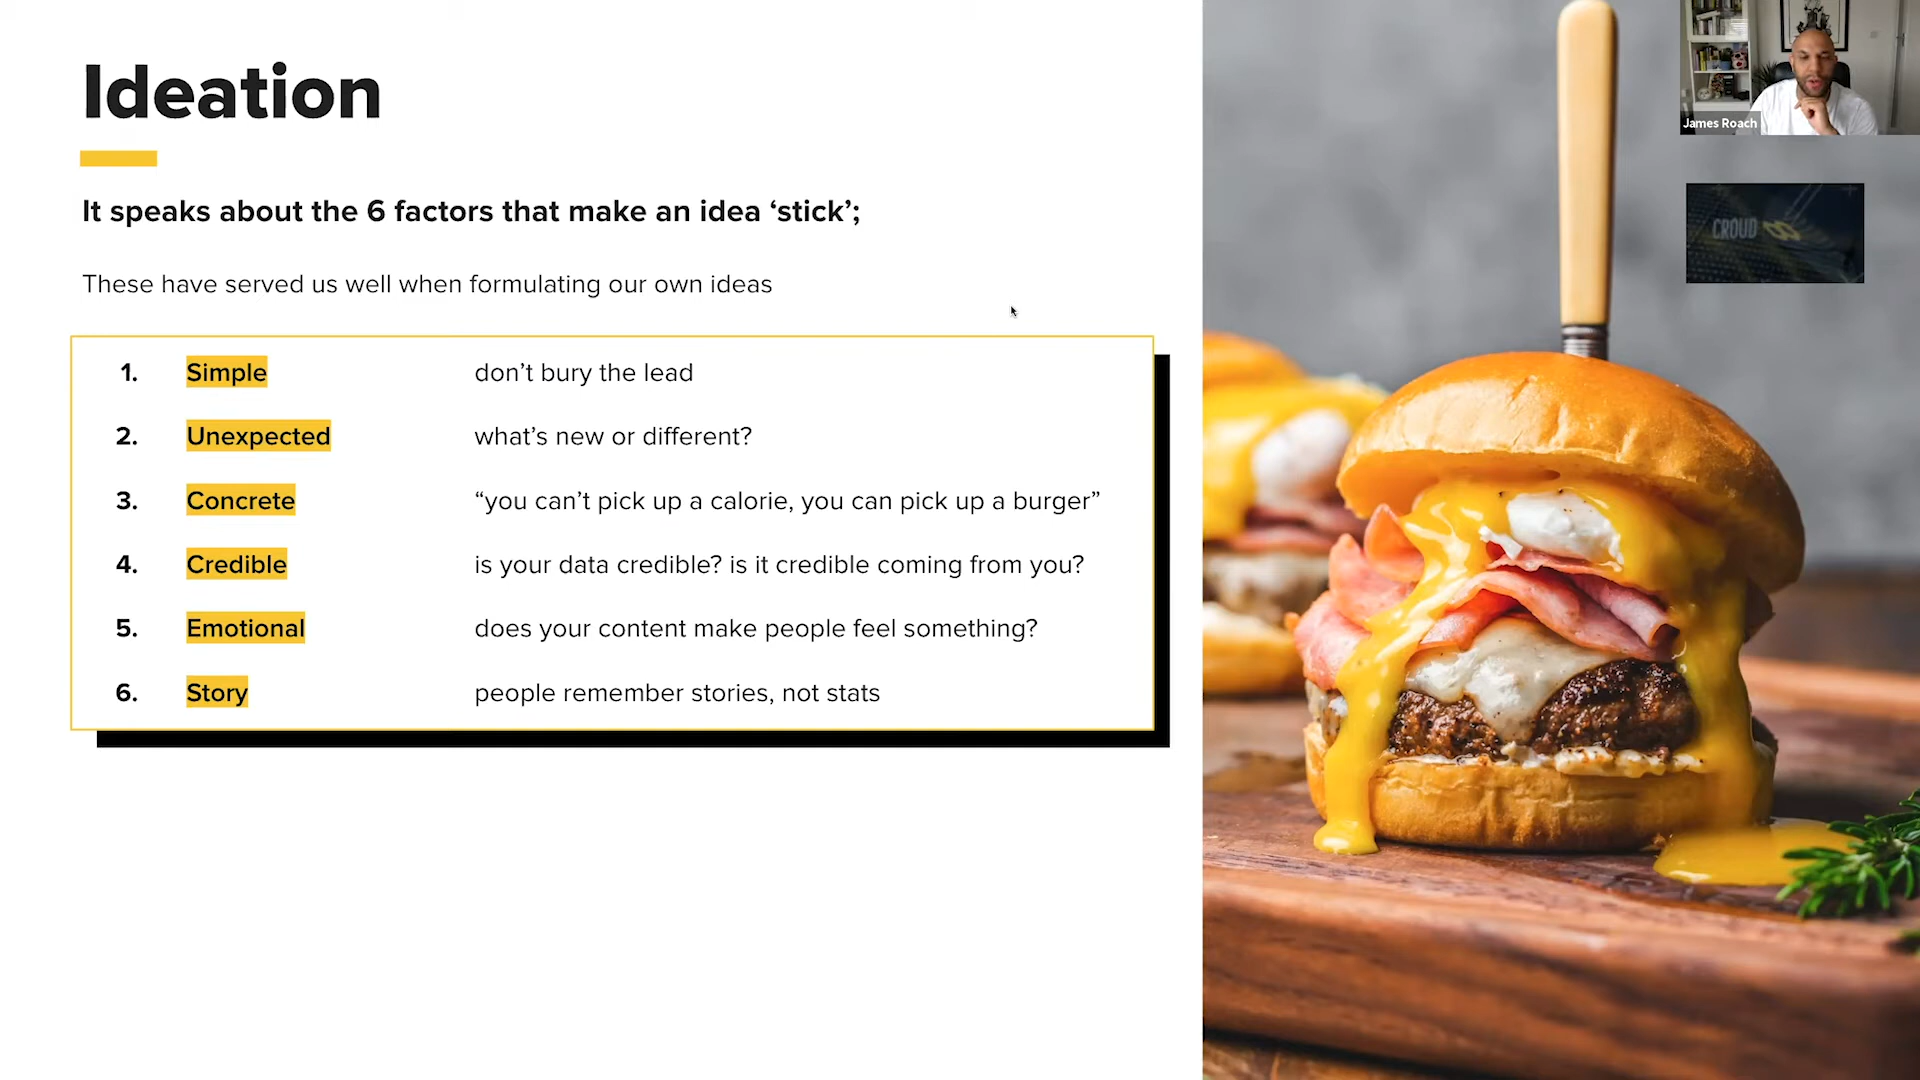 Ideation
It speaks about the 6 factors that make an idea ‘stick’;
These have served us well when formulating our own ideas
1. Simple don’t bury the lead
2. Unexpected what’s new or different?
3. Concrete “you can’t pick up a calorie, you can pick up a burger”
4. Credible is your data credible? is it credible coming from you?
5. Emotional does your content make people feel something?
6. Story people remember stories, not stats
James Roach
CROUD